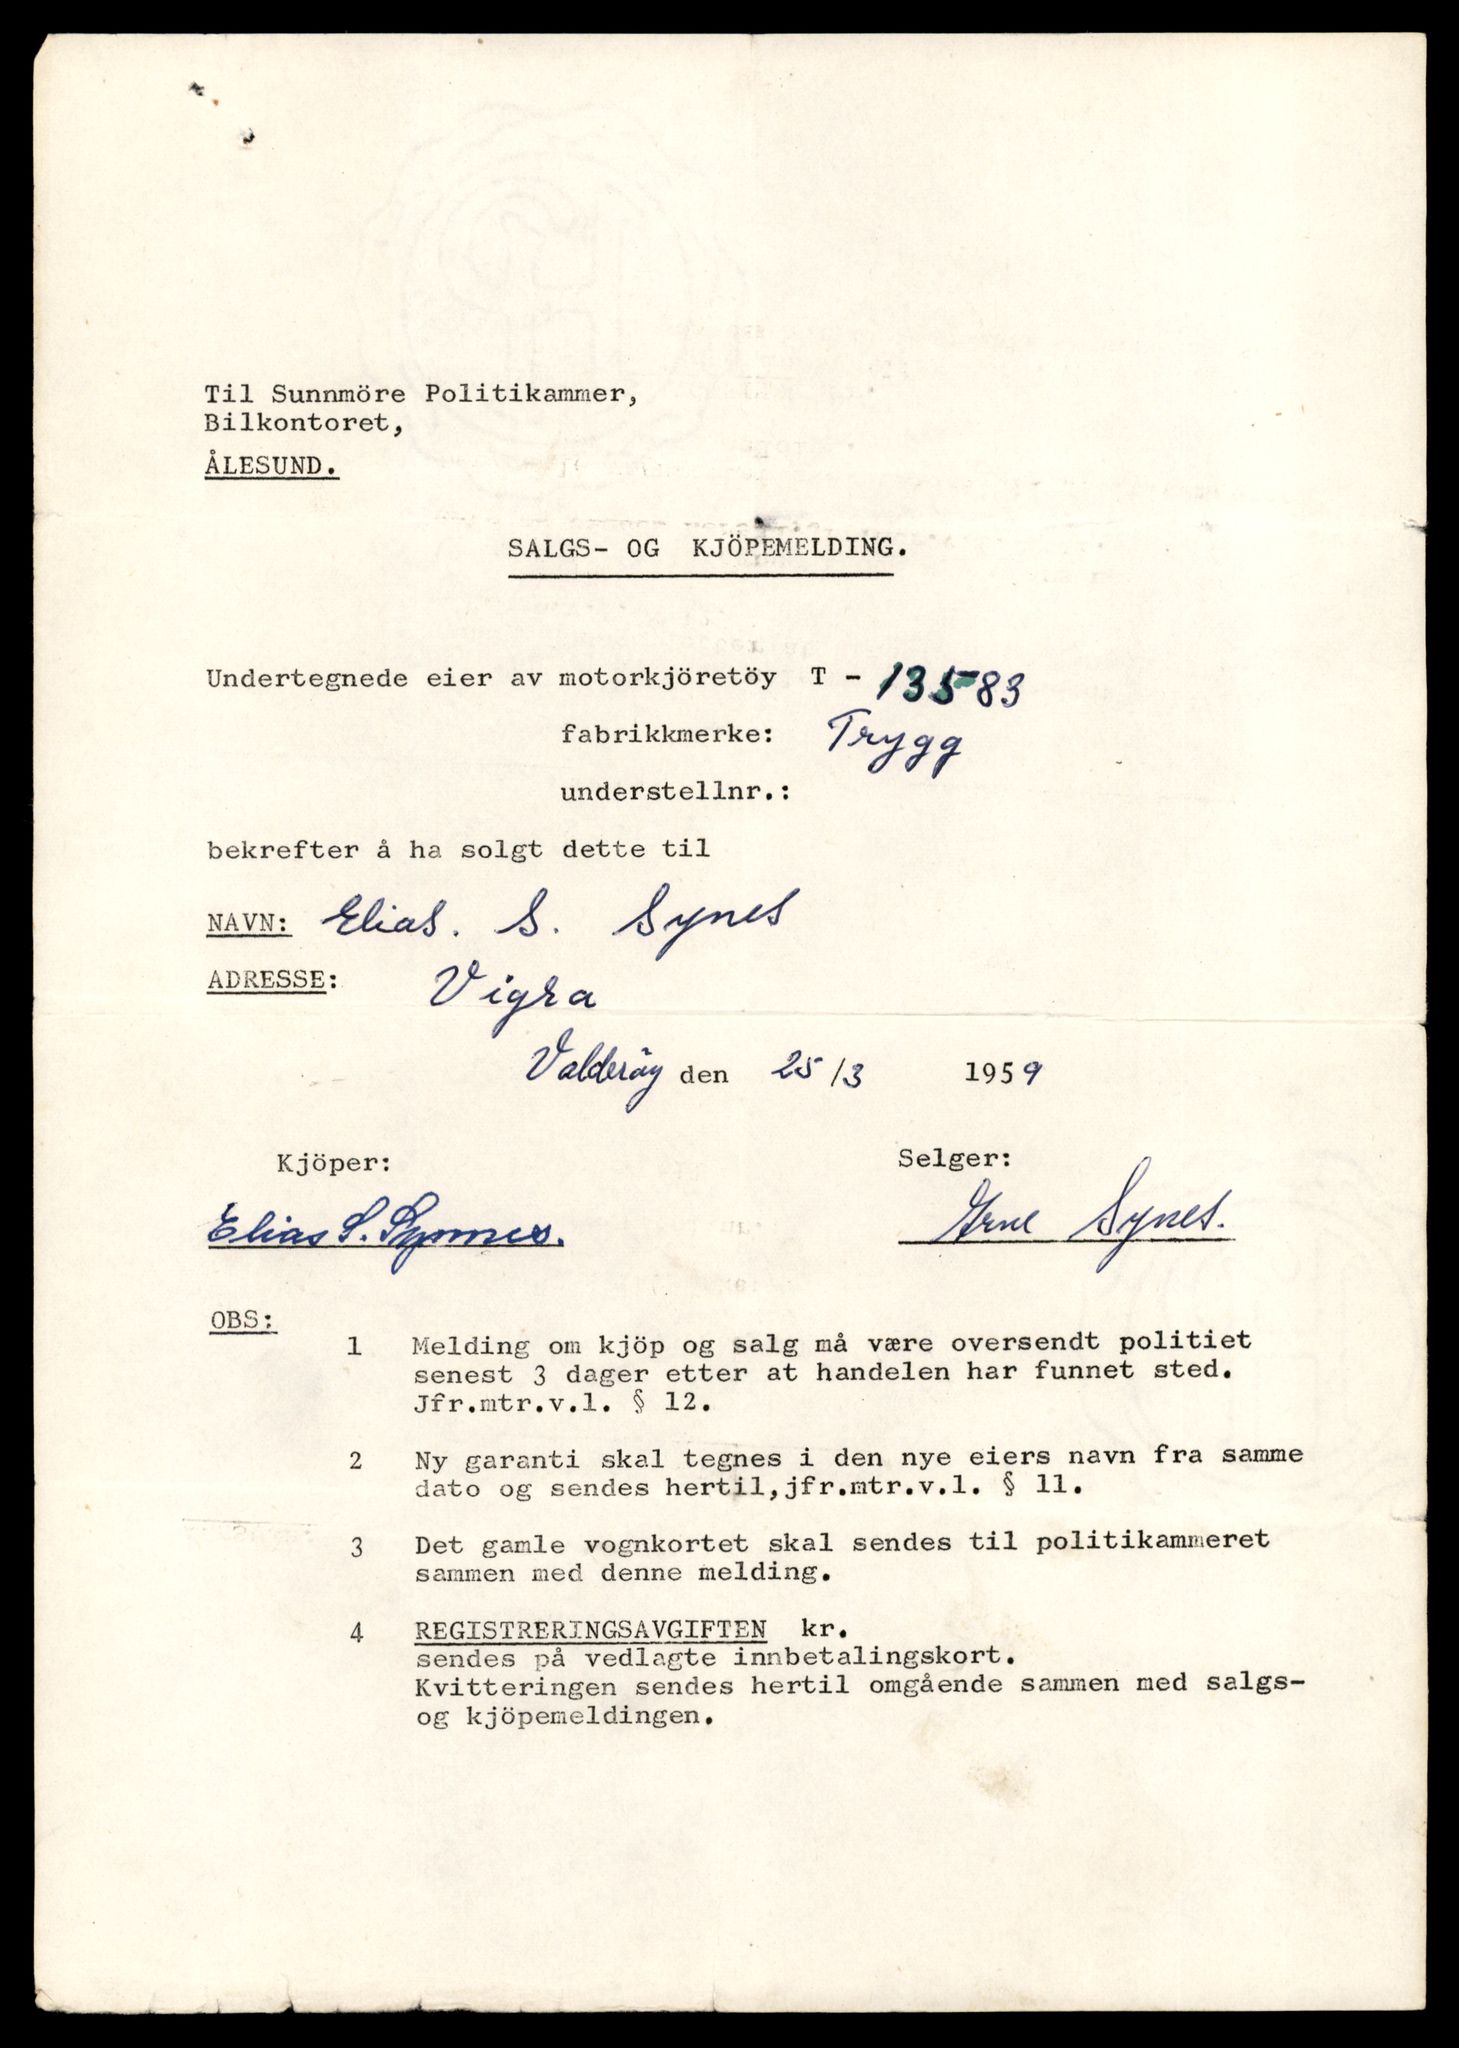 Til Sunnmöre Politikammer,
Bilkontoret,
ÅLESUND.
SALGS- OG KJÖPEMELDING.
Undertegnede eier av motorkjöretöy T - 13583
fabrikkmerke: Trygg
understellnr.:
bekrefter å ha solgt dette til
NAVN: Elias. S. Synes
ADRESSE: Vigra
Valderöy den 25/3 1959
Kjöper: Selger:
Elias S. Synnes. Arne Synes.
OBS:
1 Melding om kjöp og salg må være oversendt politiet
senest 3 dager etter at handelen har funnet sted.
Jfr.mtr.v.l. § 12.
2 Ny garanti skal tegnes i den nye eiers navn fra samme
dato og sendes hertil,jfr.mtr.v.l. § 11.
3 Det gamle vognkortet skal sendes til politikammeret
sammen med denne melding.
4 REGISTRERINGSAVGIFTEN kr.
sendes på vedlagte innbetalingskort.
Kvitteringen sendes hertil omgående sammen med salgs-
og kjöpemeldingen.